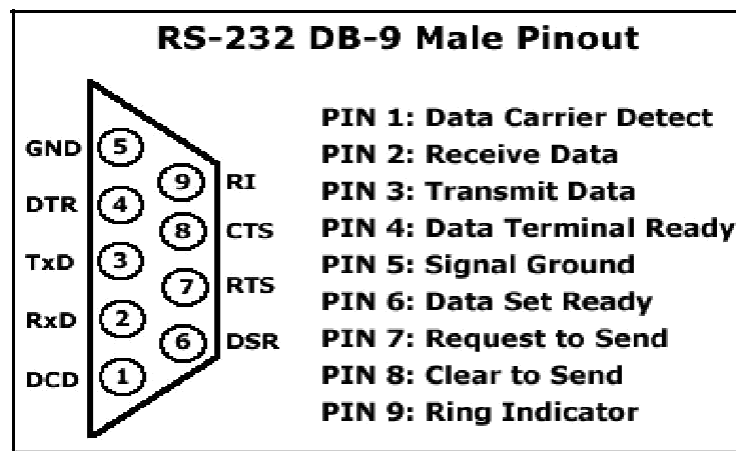 RS-232 DB-9 Male Pinout
GND
5
9
RI
DTR
4
8
CTS
TxD
3
7
RTS
RxD
2
6
DSR
DCD
1
PIN 1: Data Carrier Detect
PIN 2: Receive Data
PIN 3: Transmit Data
PIN 4: Data Terminal Ready
PIN 5: Signal Ground
PIN 6: Data Set Ready
PIN 7: Request to Send
PIN 8: Clear to Send
PIN 9: Ring Indicator